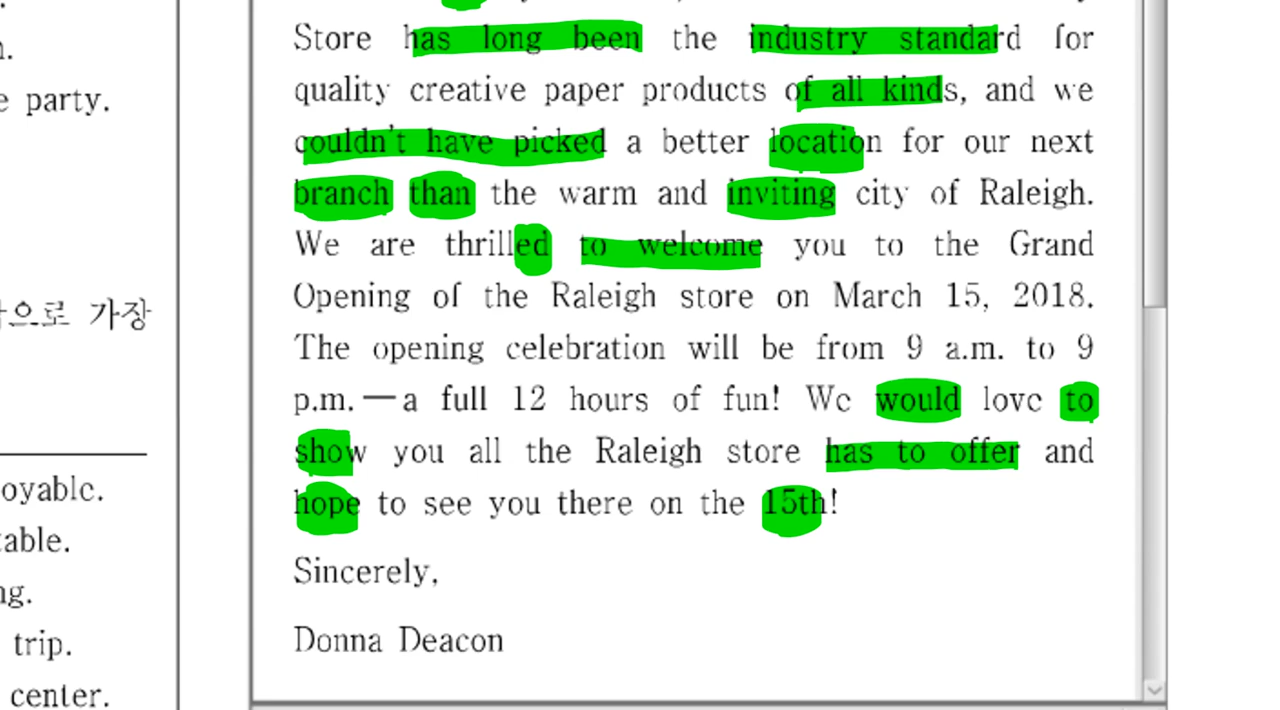 party.
으로 가장
trip.
center.
Store has long been the industry standard for
quality creative paper products of all kinds, and we
couldn't have picked a better location for our next
branch than the warm and inviting city of Raleigh.
We are thrilled to welcome you to the Grand
Opening of the Raleigh store on March 15, 2018.
The opening celebration will be from 9 a.m. to 9
p.m.—a full 12 hours of fun! We would love to
show you all the Raleigh store has to offer and
hope to see you there on the 15th!
Sincerely,
Donna Deacon